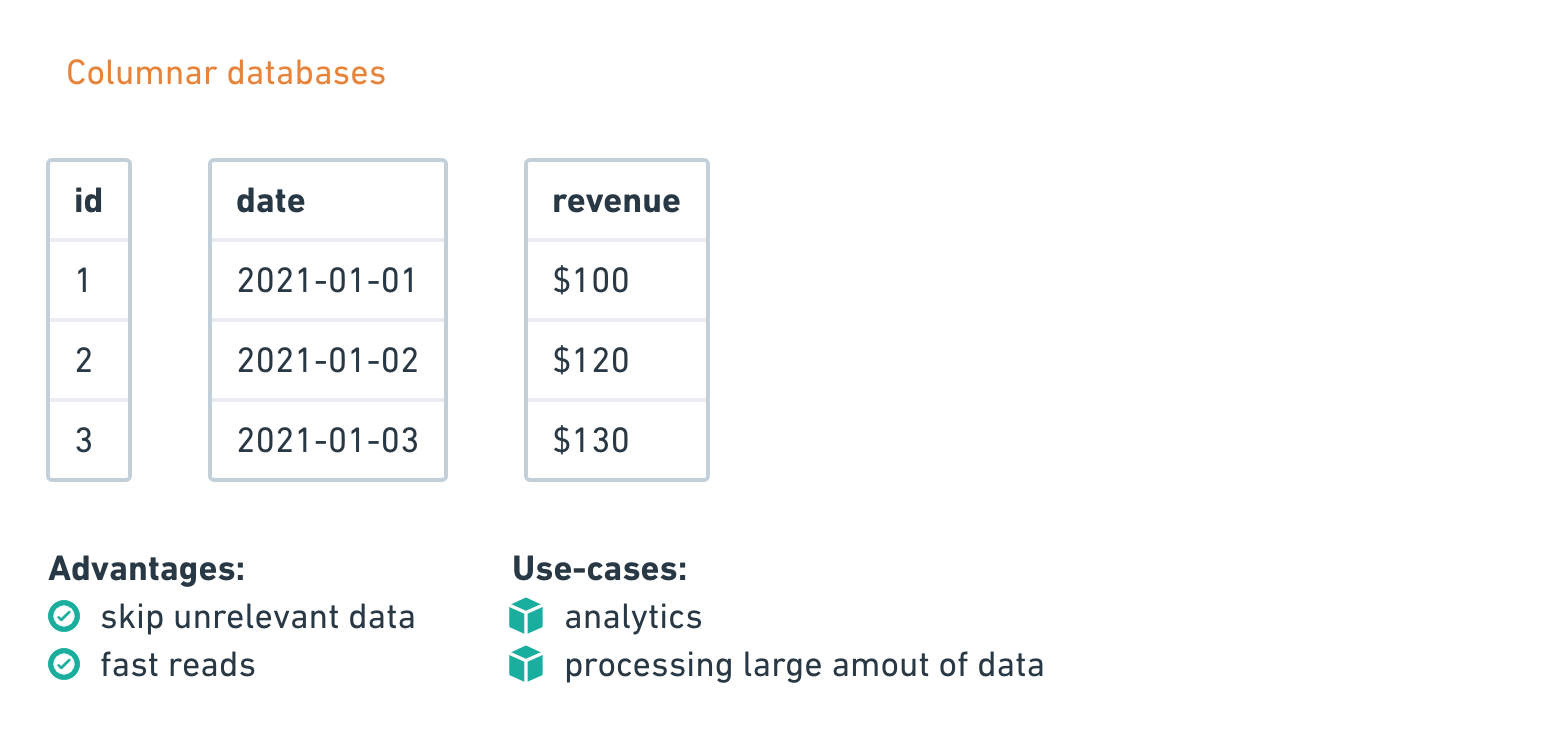 Columnar databases
id date revenue
1 2021-01-01 $100
2 2021-01-02 $120
3 2021-01-03 $130
Advantages:
skip unrelevant data
fast reads
Use-cases:
analytics
processing large amout of data